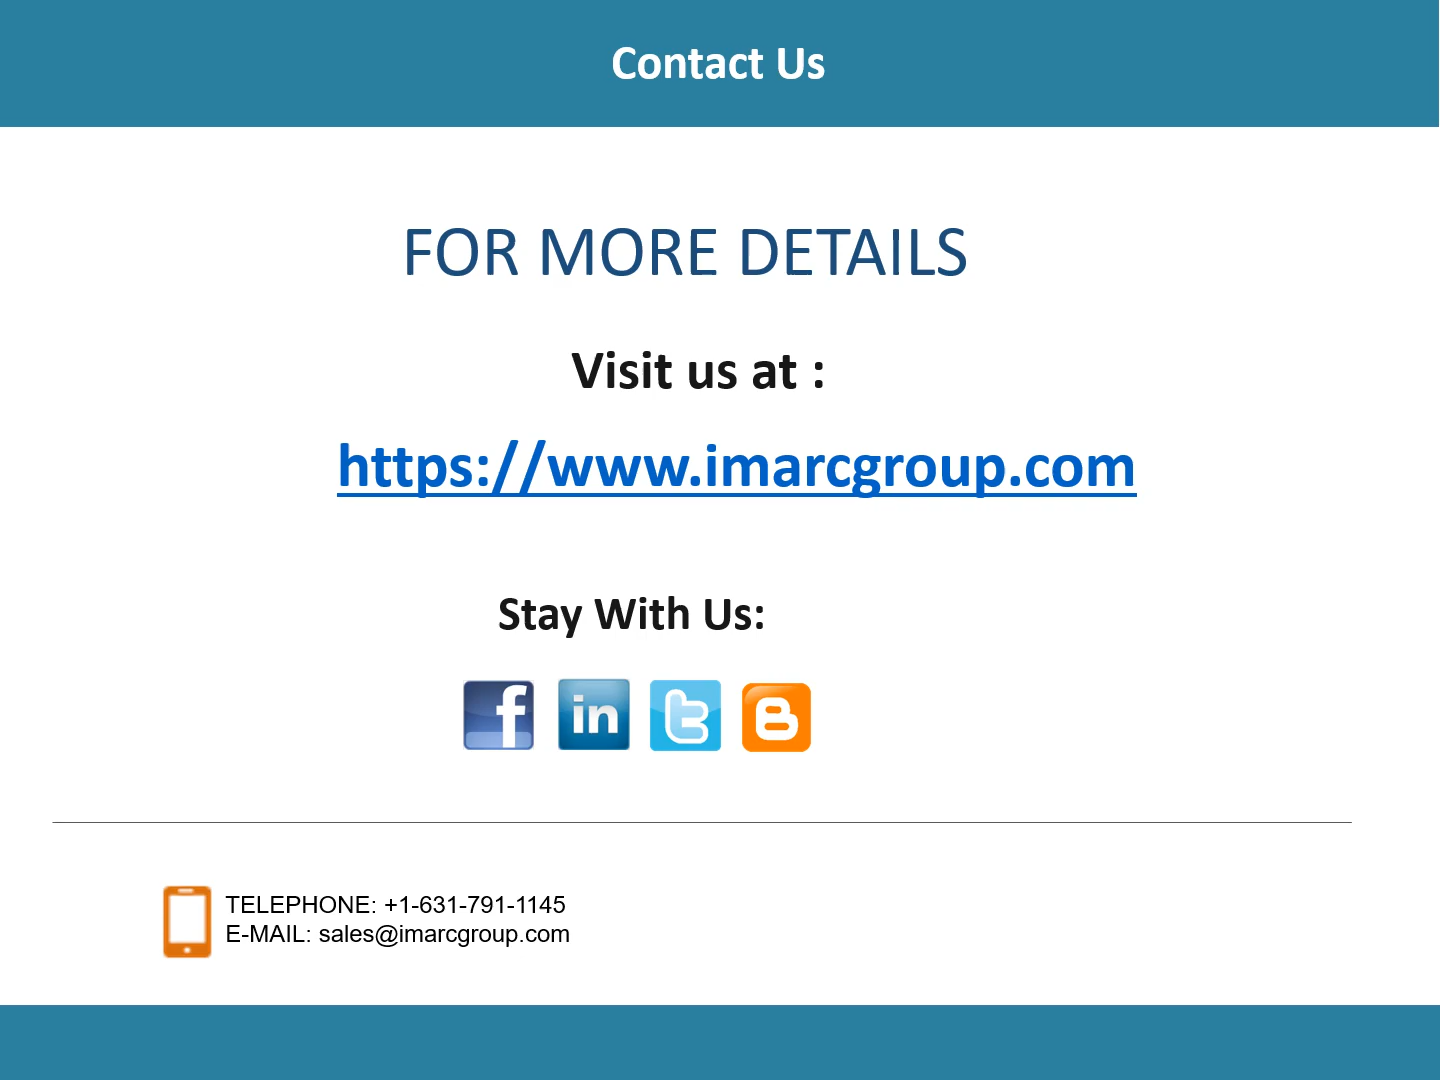 Contact Us
FOR MORE DETAILS
Visit us at :
https://www.imarcgroup.com
Stay With Us:
f in t B
TELEPHONE: +1-631-791-1145
E-MAIL: sales@imarcgroup.com